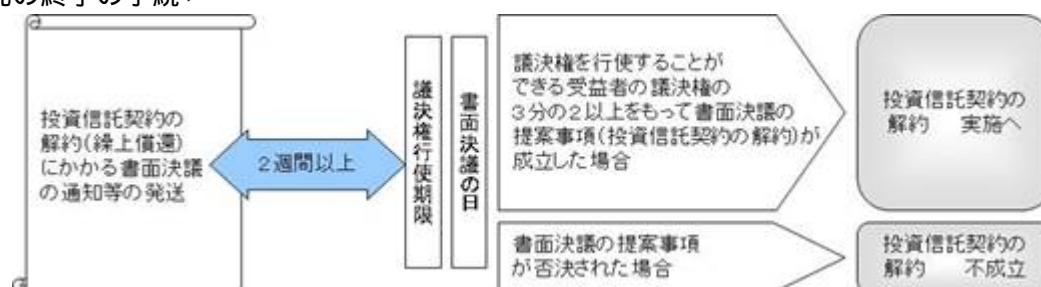 投資信託契約の
解約(繰上償還)
にかかる書面決議
の通知等の発送
2週間以上
議決権行使期限
書面決議の日
議決権を行使することが
できる受益者の議決権の
3分の2以上をもって書面決議の
提案事項(投資信託契約の解約)が
成立した場合
投資信託契約の
解約 実施へ
書面決議の提案事項
が否決された場合
投資信託契約の
解約 不成立